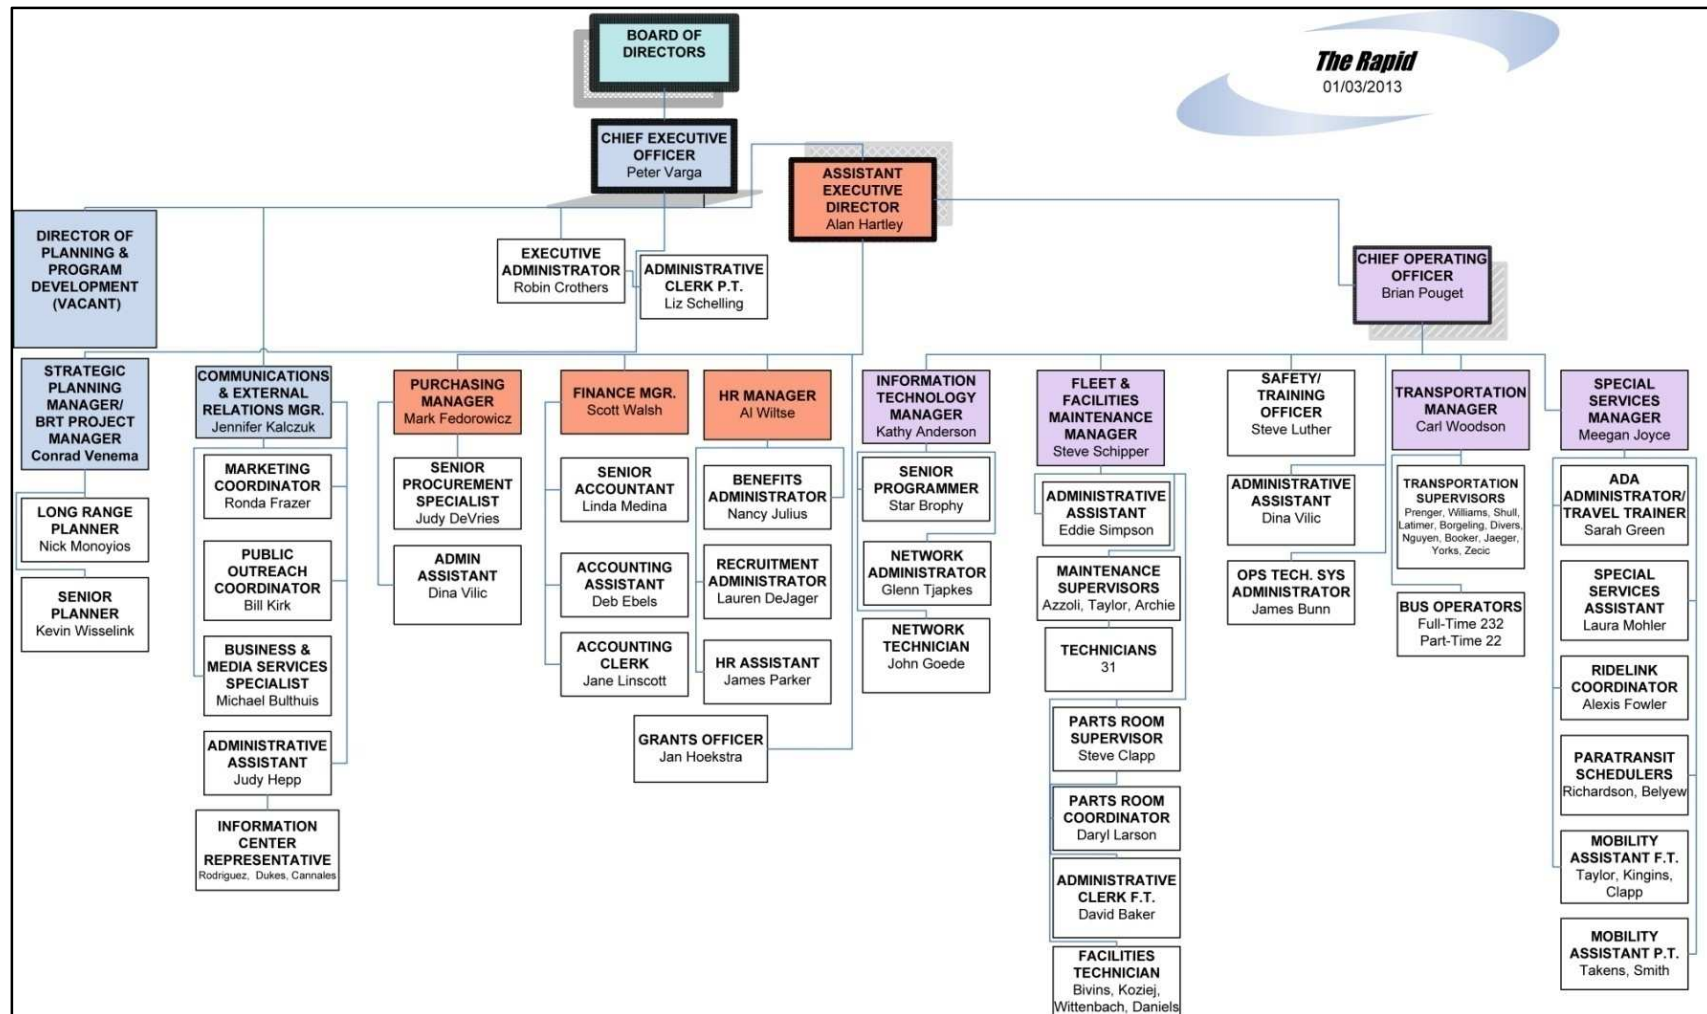 BOARD OF
DIRECTORS
The Rapid
01/03/2013
CHIEF EXECUTIVE
OFFICER
Peter Varga
ASSISTANT
EXECUTIVE
DIRECTOR
Alan Hartley
DIRECTOR OF
PLANNING &
PROGRAM
DEVELOPMENT
(VACANT)
EXECUTIVE
ADMINISTRATOR
Robin Crothers
ADMINISTRATIVE
CLERK P.T.
Liz Schelling
CHIEF OPERATING
OFFICER
Brian Pouget
STRATEGIC
PLANNING
MANAGER/
BRT PROJECT
MANAGER
Conrad Venema
LONG RANGE
PLANNER
Nick Monoyios
SENIOR
PLANNER
Kevin Wisselink
COMMUNICATIONS
& EXTERNAL
RELATIONS MGR.
Jennifer Kalczuk
MARKETING
COORDINATOR
Ronda Frazer
PUBLIC
OUTREACH
COORDINATOR
Bill Kirk
BUSINESS &
MEDIA SERVICES
SPECIALIST
Michael Bulthuis
ADMINISTRATIVE
ASSISTANT
Judy Hepp
INFORMATION
CENTER
REPRESENTATIVE
Rodriguez, Dukes, Cannales
PURCHASING
MANAGER
Mark Fedorowicz
SENIOR
PROCUREMENT
SPECIALIST
Judy DeVries
ADMIN
ASSISTANT
Dina Vilic
FINANCE MGR.
Scott Walsh
SENIOR
ACCOUNTANT
Linda Medina
ACCOUNTING
ASSISTANT
Deb Ebels
ACCOUNTING
CLERK
Jane Linscott
HR MANAGER
Al Wiltse
BENEFITS
ADMINISTRATOR
Nancy Julius
RECRUITMENT
ADMINISTRATOR
Lauren DeJager
HR ASSISTANT
James Parker
GRANTS OFFICER
Jan Hoekstra
INFORMATION
TECHNOLOGY
MANAGER
Kathy Anderson
SENIOR
PROGRAMMER
Star Brophy
NETWORK
ADMINISTRATOR
Glenn Tjapkes
NETWORK
TECHNICIAN
John Goede
FLEET &
FACILITIES
MAINTENANCE
MANAGER
Steve Schipper
ADMINISTRATIVE
ASSISTANT
Eddie Simpson
MAINTENANCE
SUPERVISORS
Azzoli, Taylor, Archie
TECHNICIANS
31
PARTS ROOM
SUPERVISOR
Steve Clapp
PARTS ROOM
COORDINATOR
Daryl Larson
ADMINISTRATIVE
CLERK F.T.
David Baker
FACILITIES
TECHNICIAN
Bivins, Koziej,
Wittenbach, Daniels
SAFETY/
TRAINING
OFFICER
Steve Luther
ADMINISTRATIVE
ASSISTANT
Dina Vilic
OPS TECH. SYS
ADMINISTRATOR
James Bunn
TRANSPORTATION
MANAGER
Carl Woodson
TRANSPORTATION
SUPERVISORS
Prenger, Williams, Shull,
Latimer, Borgeling, Divers,
Nguyen, Booker, Jaeger,
Yorks, Zecic
BUS OPERATORS
Full-Time 232
Part-Time 22
SPECIAL
SERVICES
MANAGER
Meegan Joyce
ADA
ADMINISTRATOR/
TRAVEL TRAINER
Sarah Green
SPECIAL
SERVICES
ASSISTANT
Laura Mohler
RIDELINK
COORDINATOR
Alexis Fowler
PARATRANSIT
SCHEDULERS
Richardson, Belyew
MOBILITY
ASSISTANT F.T.
Taylor, Kingins,
Clapp
MOBILITY
ASSISTANT P.T.
Takens, Smith